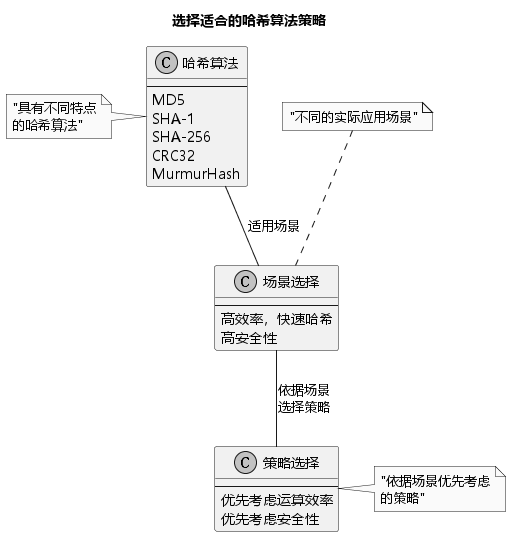 选择适合的哈希算法策略
C 哈希算法
MD5
SHA-1
SHA-256
CRC32
MurmurHash
"具有不同特点
的哈希算法"
"不同的实际应用场景"
适用场景
C 场景选择
高效率，快速哈希
高安全性
依据场景
选择策略
C 策略选择
优先考虑运算效率
优先考虑安全性
"依据场景优先考虑
的策略"